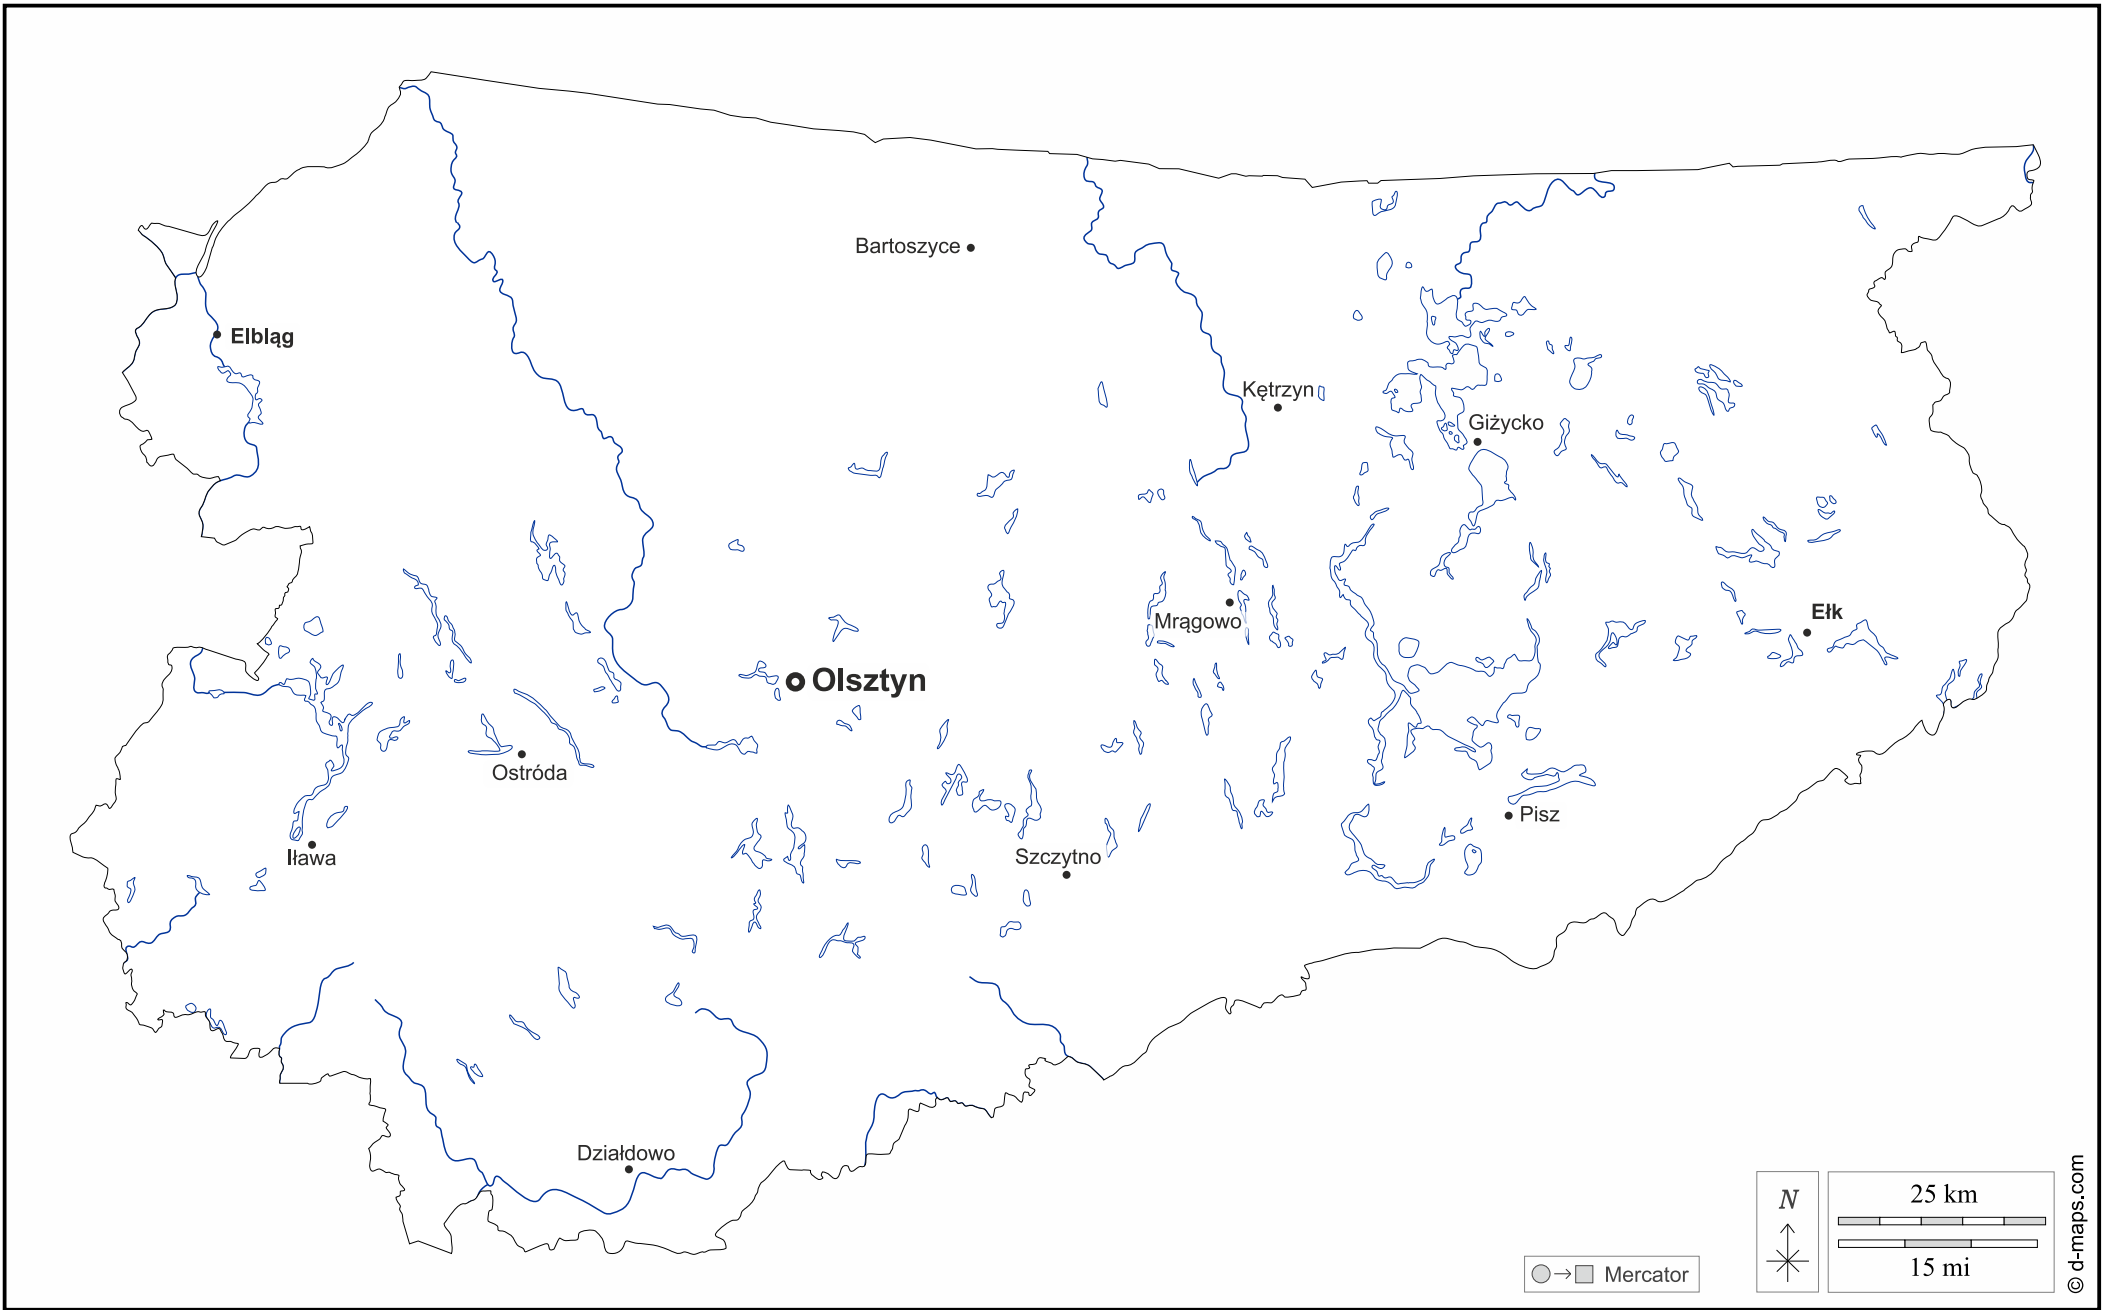 Bartoszyce
Elbląg
Kętrzyn
Giżycko
Mrągowo
Ełk
Olsztyn
Ostróda
Pisz
Iława
Szczytno
Działdowo
N
25 km
15 mi
Mercator
© d-maps.com